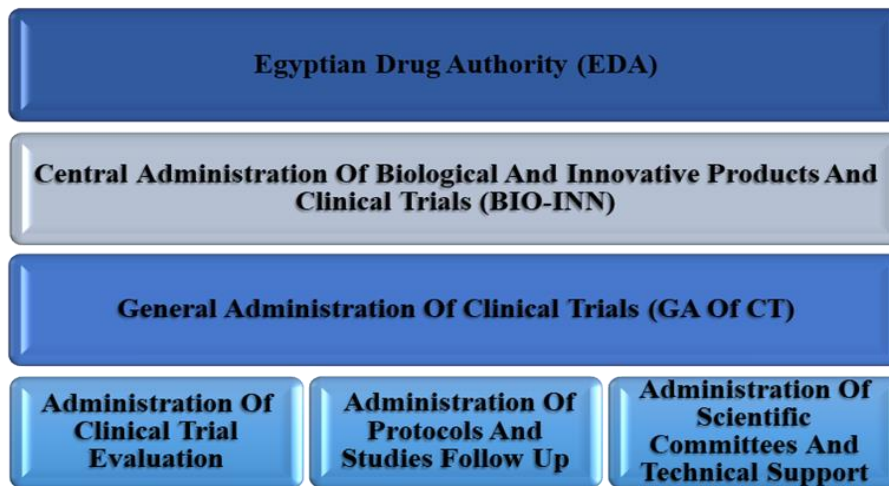 Egyptian Drug Authority (EDA)
Central Administration Of Biological And Innovative Products And
Clinical Trials (BIO-INN)
General Administration Of Clinical Trials (GA Of CT)
Administration Of
Clinical Trial
Evaluation
Administration Of
Protocols And
Studies Follow Up
Administration Of
Scientific
Committees And
Technical Support